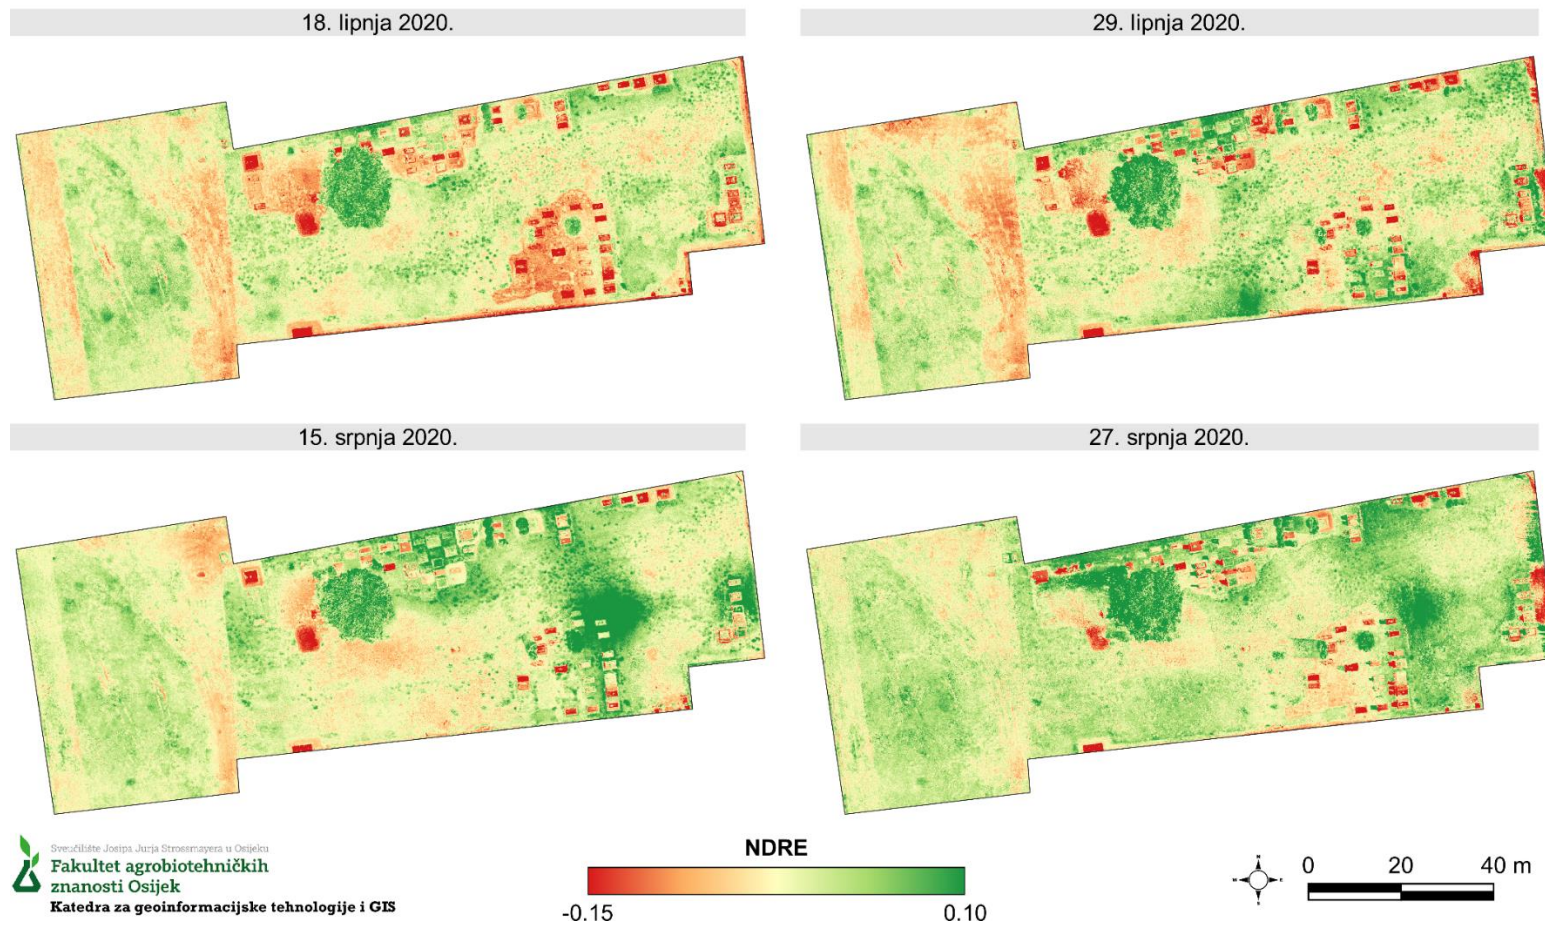 18. lipnja 2020.
29. lipnja 2020.
15. srpnja 2020.
27. srpnja 2020.
Sveučilište Josipa Jurja Strossmayera u Osijeku
Fakultet agrobiotehničkih
znanosti Osijek
Katedra za geoinformacijske tehnologije i GIS
NDRE
-0.15 0.10
N
W E
S
0 20 40 m